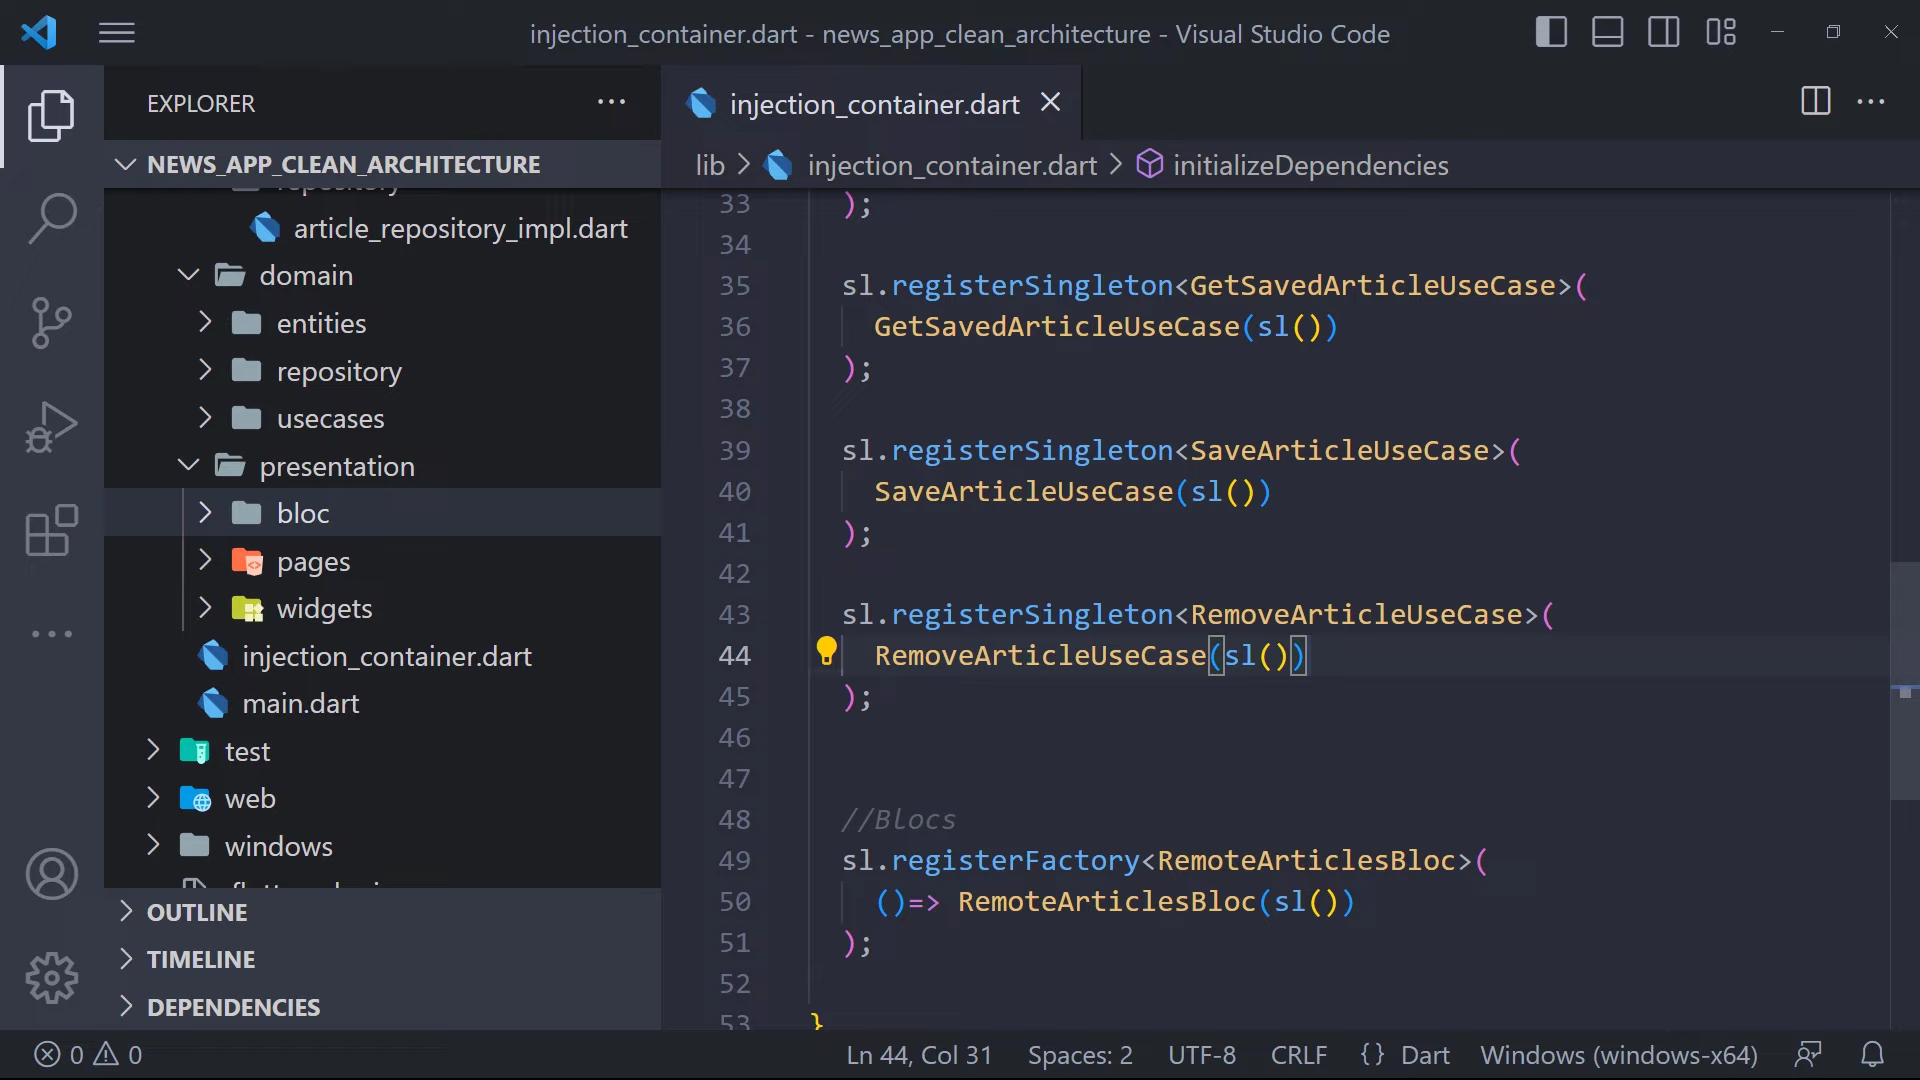 injection_container.dart - news_app_clean_architecture - Visual Studio Code
EXPLORER
NEWS_APP_CLEAN_ARCHITECTURE
repository
article_repository_impl.dart
domain
entities
repository
usecases
presentation
bloc
pages
widgets
injection_container.dart
main.dart
test
web
windows
OUTLINE
TIMELINE
DEPENDENCIES
injection_container.dart
lib > injection_container.dart > initializeDependencies
33 );
34
35 sl.registerSingleton<GetSavedArticleUseCase>(
36 GetSavedArticleUseCase(sl())
37 );
38
39 sl.registerSingleton<SaveArticleUseCase>(
40 SaveArticleUseCase(sl())
41 );
42
43 sl.registerSingleton<RemoveArticleUseCase>(
44 RemoveArticleUseCase(sl())
45 );
46
47
48 //Blocs
49 sl.registerFactory<RemoteArticlesBloc>(
50 ()=> RemoteArticlesBloc(sl())
51 );
52
53 }
0 0
Ln 44, Col 31
Spaces: 2
UTF-8
CRLF
{} Dart
Windows (windows-x64)